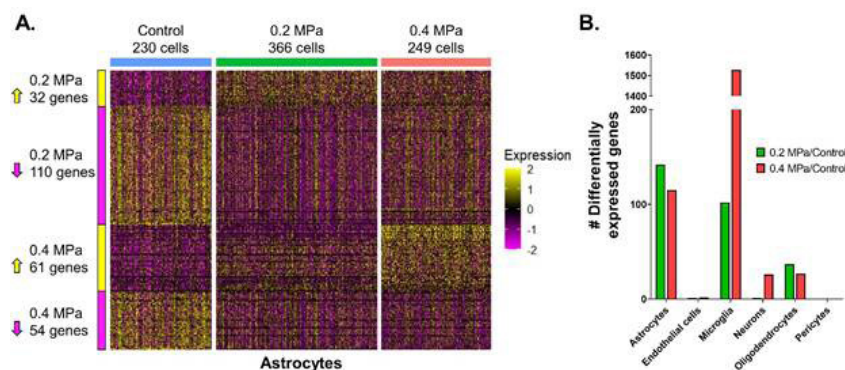 A.
Control
230 cells
0.2 MPa
366 cells
0.4 MPa
249 cells
0.2 MPa
32 genes
0.2 MPa
110 genes
0.4 MPa
61 genes
0.4 MPa
54 genes
Expression
2
1
0
-1
-2
Astrocytes
B.
# Differentially
expressed genes
1600
1500
1400
200
100
0
0.2 MPa/Control
0.4 MPa/Control
Astrocytes
Endothelial cells
Microglia
Neurons
Oligodendrocytes
Pericytes